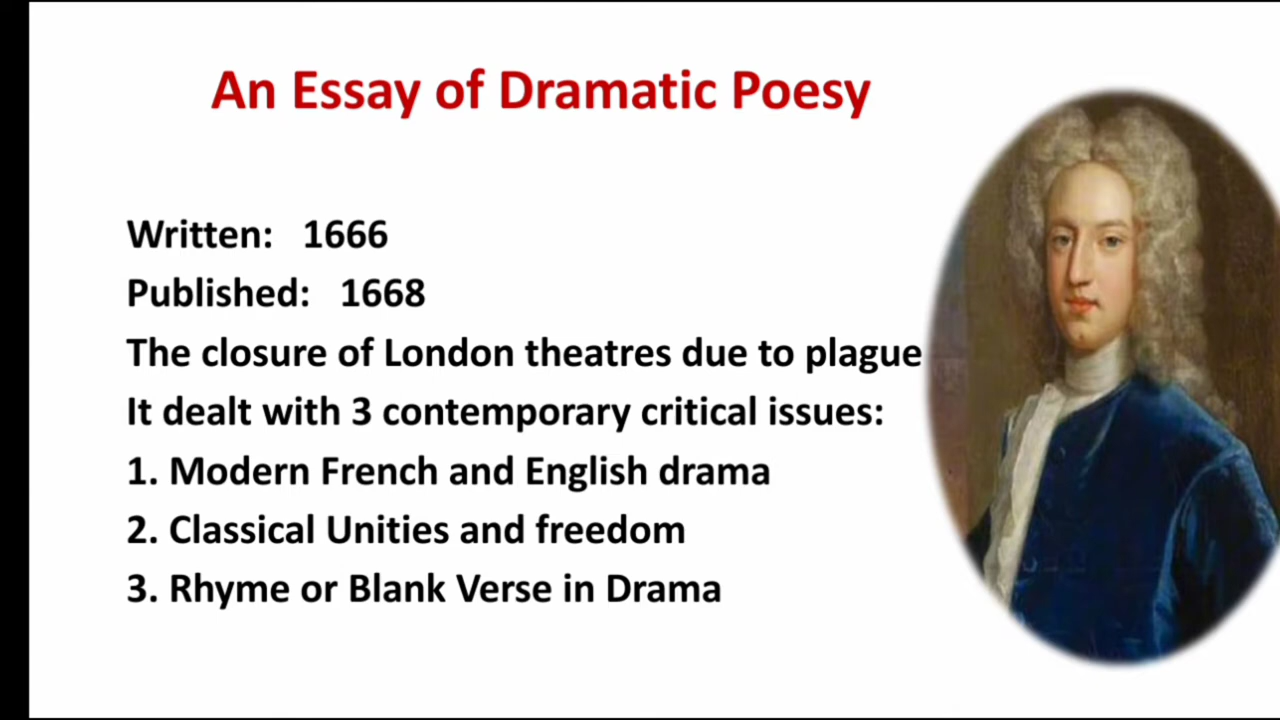 An Essay of Dramatic Poesy
Written: 1666
Published: 1668
The closure of London theatres due to plague
It dealt with 3 contemporary critical issues:
1. Modern French and English drama
2. Classical Unities and freedom
3. Rhyme or Blank Verse in Drama